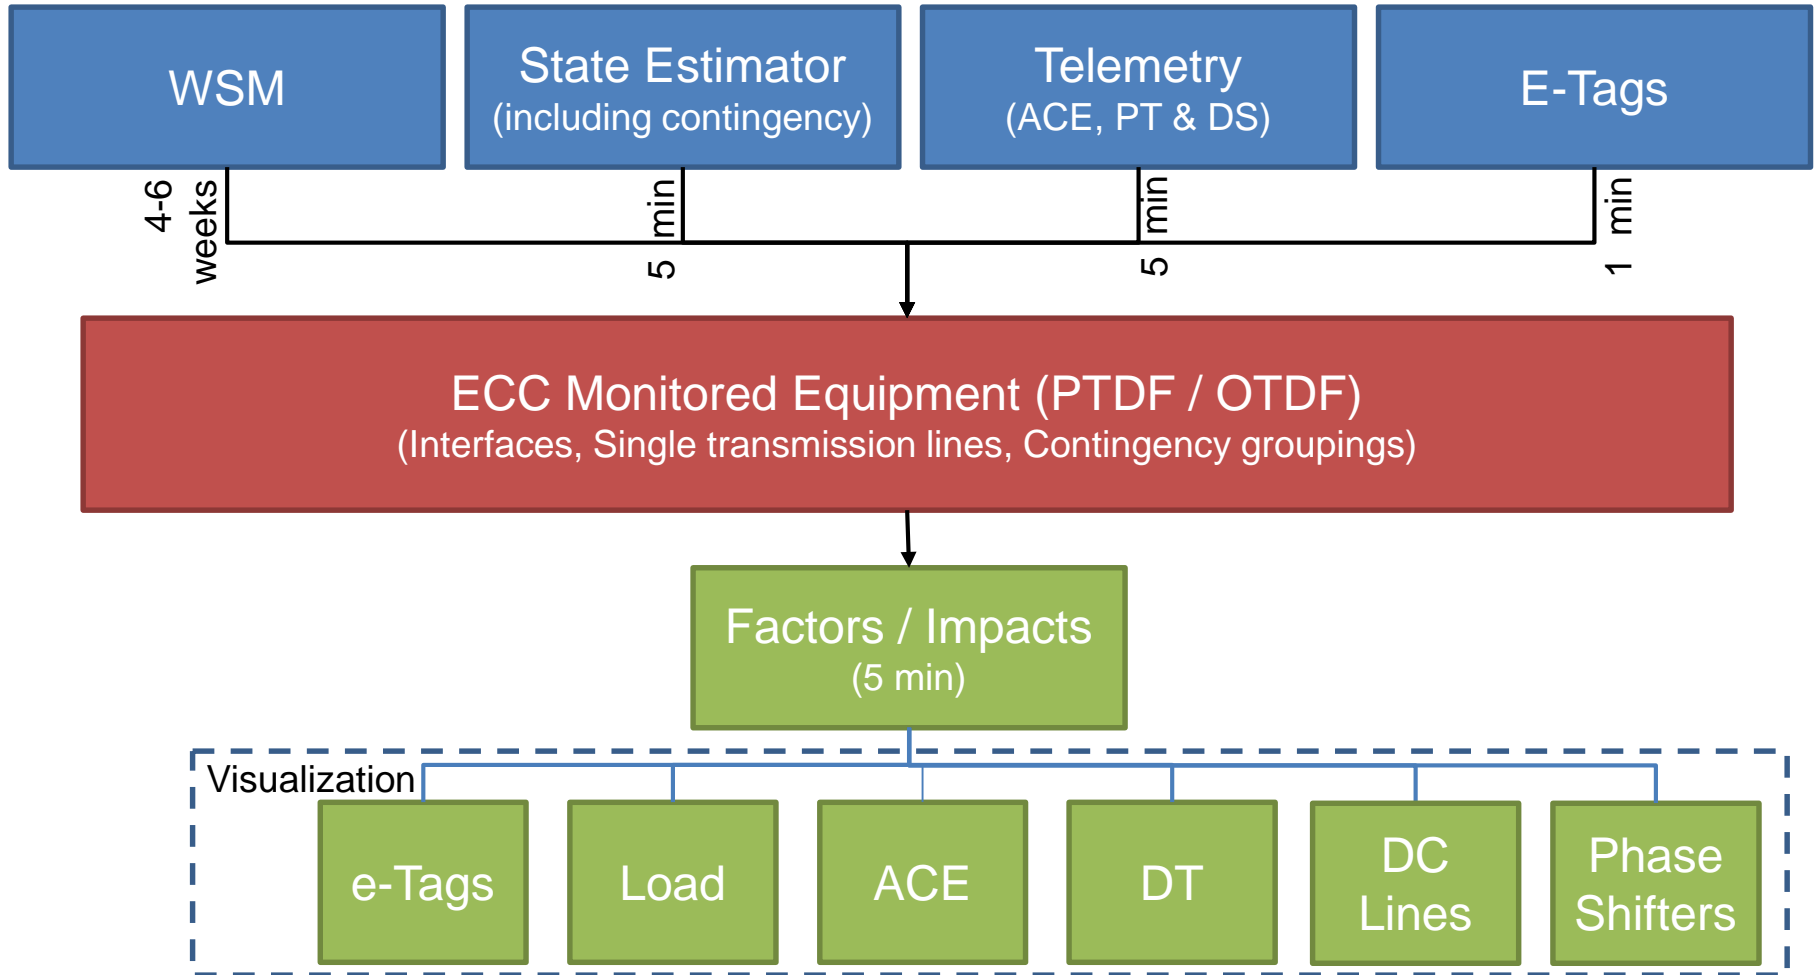 WSM
State Estimator
(including contingency)
Telemetry
(ACE, PT & DS)
E-Tags
4-6
weeks
5 min
5 min
1 min
ECC Monitored Equipment (PTDF / OTDF)
(Interfaces, Single transmission lines, Contingency groupings)
Factors / Impacts
(5 min)
Visualization
e-Tags
Load
ACE
DT
DC
Lines
Phase
Shifters